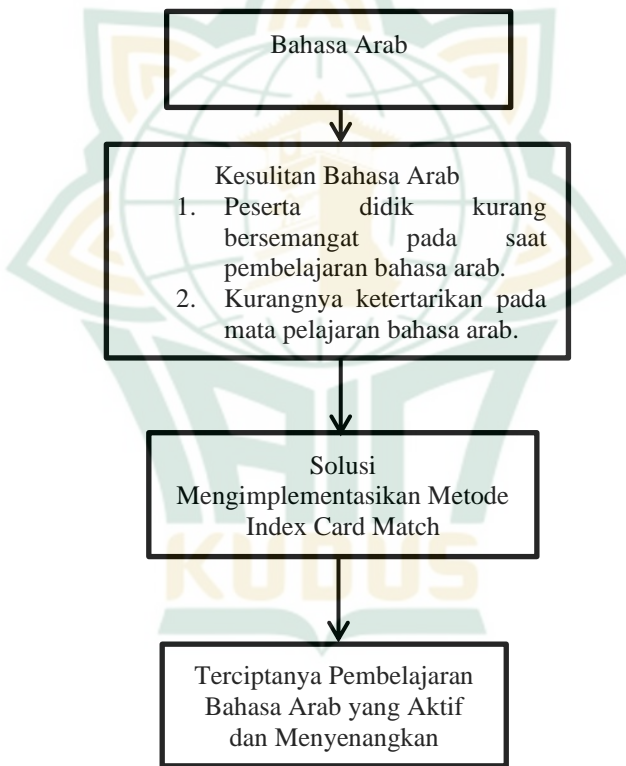 Bahasa Arab
Kesulitan Bahasa Arab
1. Peserta didik kurang
bersemangat pada saat
pembelajaran bahasa arab.
2. Kurangnya ketertarikan pada
mata pelajaran bahasa arab.
Solusi
Mengimplementasikan Metode
Index Card Match
Terciptanya Pembelajaran
Bahasa Arab yang Aktif
dan Menyenangkan
IAIN
KUDUS